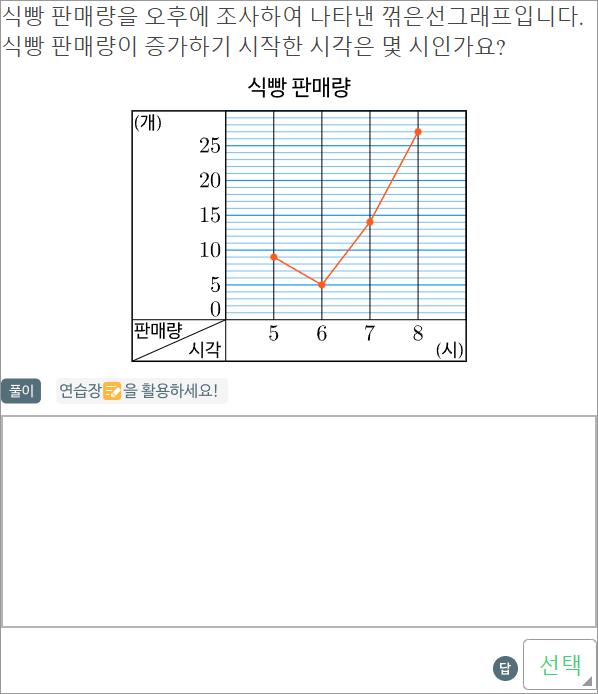 식빵 판매량을 오후에 조사하여 나타낸 꺾은선그래프입니다.
식빵 판매량이 증가하기 시작한 시각은 몇 시인가요?
식빵 판매량
(개)
25
20
15
10
5
0
판매량
시각
5 6 7 8
(시)
풀이 연습장을 활용하세요!
답 선택